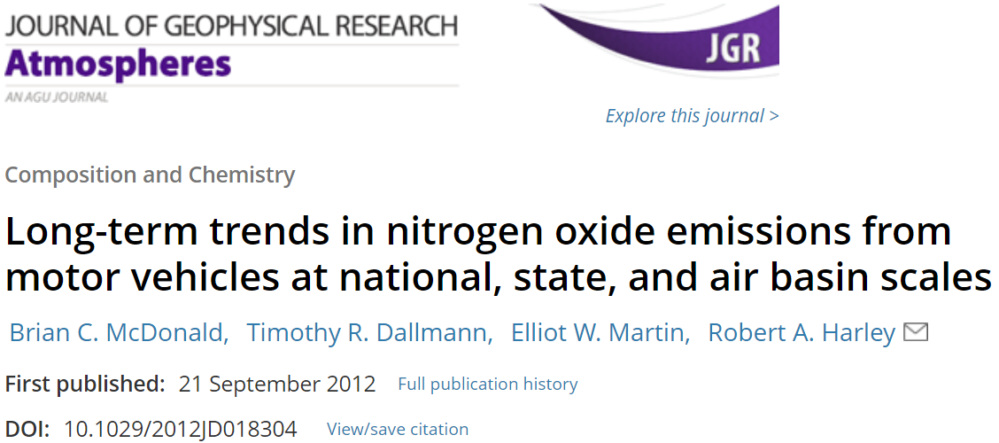 JOURNAL OF GEOPHYSICAL RESEARCH
Atmospheres
AN AGU JOURNAL
JGR
Explore this journal >
Composition and Chemistry
Long-term trends in nitrogen oxide emissions from
motor vehicles at national, state, and air basin scales
Brian C. McDonald, Timothy R. Dallmann, Elliot W. Martin, Robert A. Harley
First published: 21 September 2012 Full publication history
DOI: 10.1029/2012JD018304 View/save citation